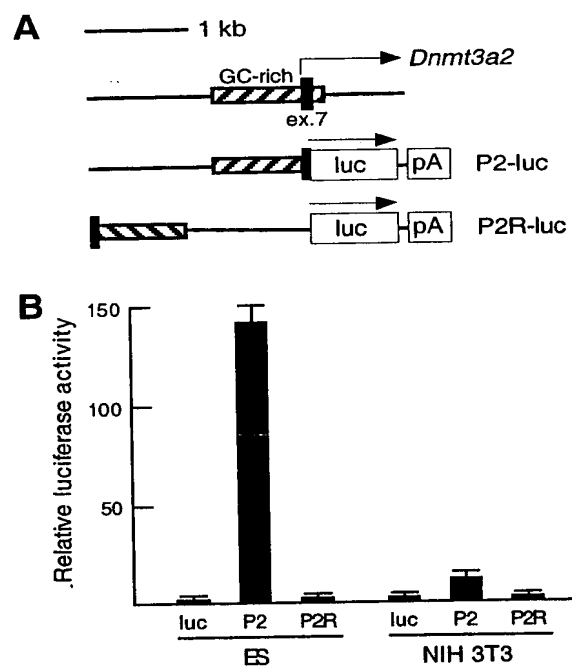 A
1 kb
Dnmt3a2
GC-rich
ex.7
luc pA P2-luc
luc pA P2R-luc
B
.Relative luciferase activity
150
100
50
luc P2 P2R luc P2 P2R
ES NIH 3T3